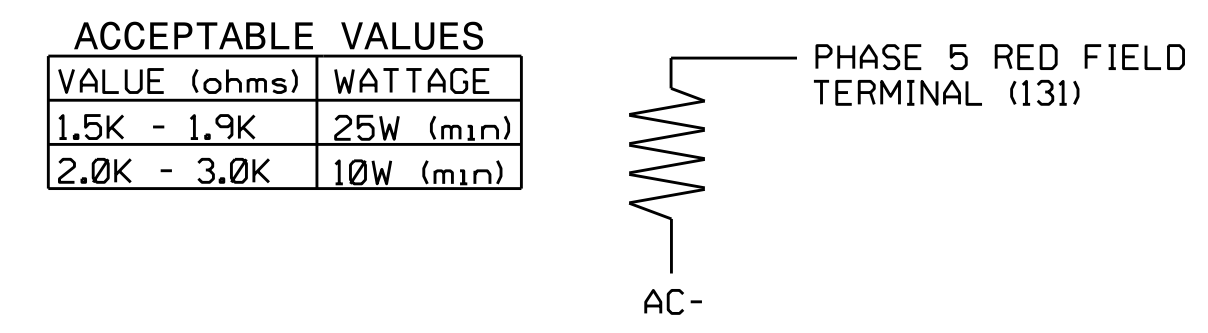 ACCEPTABLE VALUES
VALUE (ohms) WATTAGE
1.5K - 1.9K 25W (min)
2.0K - 3.0K 10W (min)
PHASE 5 RED FIELD
TERMINAL (131)
AC-